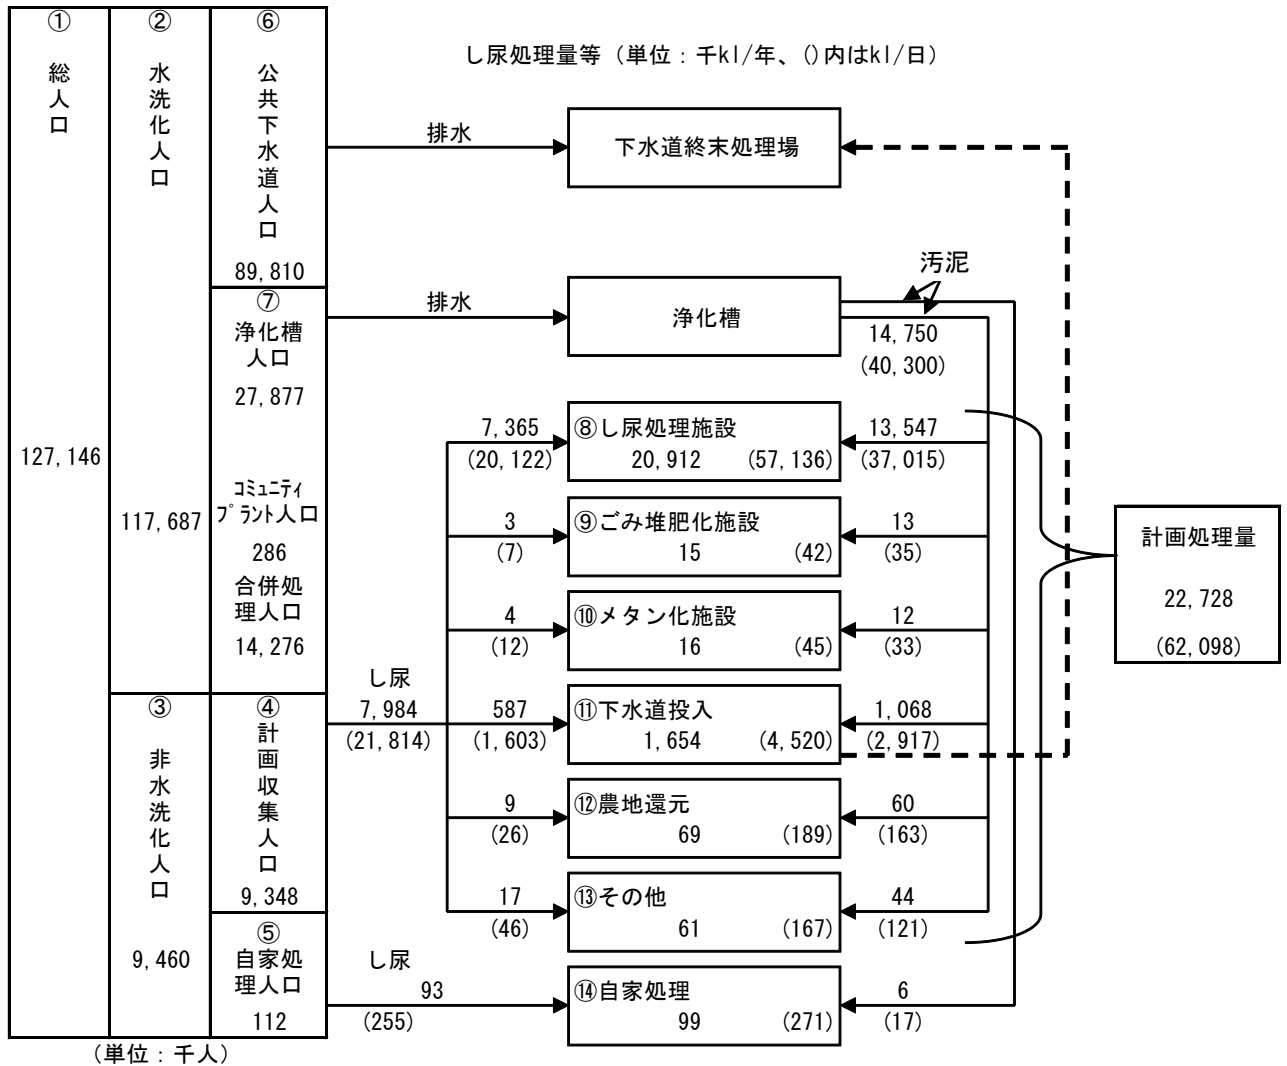 し尿処理量等（単位：千kl/年、()内はkl/日）
①
総人口
127,146
②
水洗化人口
117,687
⑥
公共下水道人口
89,810
⑦
浄化槽
人口
27,877
ｺﾐｭﾆﾃｨ
ﾌﾟﾗﾝﾄ人口
286
合併処
理人口
14,276
③
非水洗化人口
9,460
④
計画収集人口
9,348
⑤
自家処
理人口
112
（単位：千人）
排水
下水道終末処理場
排水
浄化槽
汚泥
14,750
(40,300)
し尿
7,984
(21,814)
7,365
(20,122)
⑧し尿処理施設
20,912 (57,136)
13,547
(37,015)
3
(7)
⑨ごみ堆肥化施設
15 (42)
13
(35)
4
(12)
⑩メタン化施設
16 (45)
12
(33)
587
(1,603)
⑪下水道投入
1,654 (4,520)
1,068
(2,917)
9
(26)
⑫農地還元
69 (189)
60
(163)
17
(46)
⑬その他
61 (167)
44
(121)
し尿
93
(255)
⑭自家処理
99 (271)
6
(17)
計画処理量
22,728
(62,098)